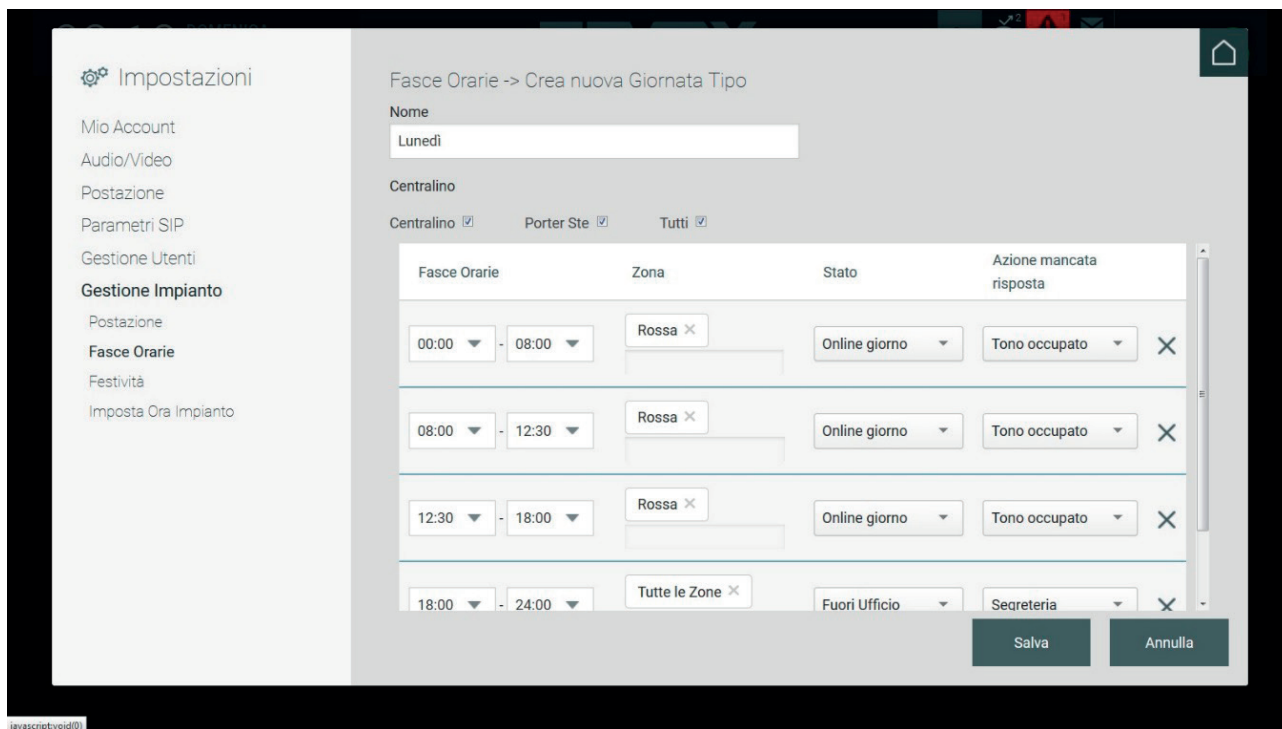 DOMENICA
2
Impostazioni
Mio Account
Audio/Video
Postazione
Parametri SIP
Gestione Utenti
Gestione Impianto
Postazione
Fasce Orarie
Festività
Imposta Ora Impianto
Fasce Orarie -> Crea nuova Giornata Tipo
Nome
Lunedì
Centralino
Centralino Porter Ste Tutti
Fasce Orarie Zona Stato Azione mancata
risposta
00:00 - 08:00 Rossa Online giorno Tono occupato
08:00 - 12:30 Rossa Online giorno Tono occupato
12:30 - 18:00 Rossa Online giorno Tono occupato
18:00 - 24:00 Tutte le Zone Fuori Ufficio Segreteria
Salva Annulla
javascript:void(0)